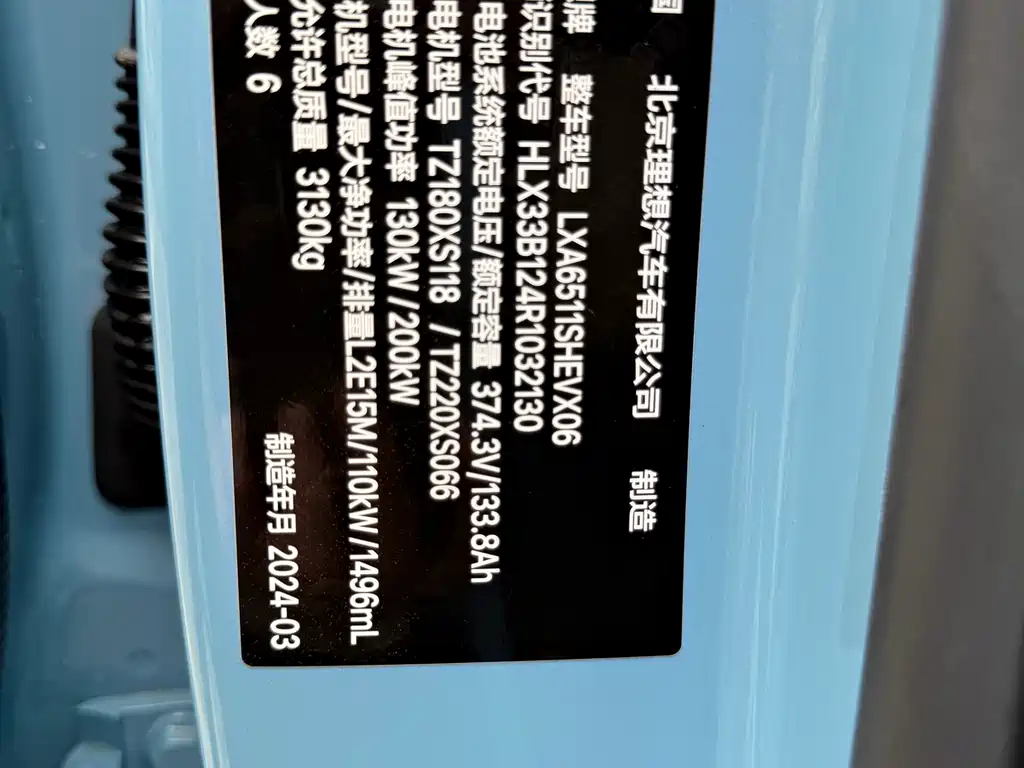 北京理想汽车有限公司 制造
牌 整车型号 LXA6511SHEVX06
识别代号 HLX33B124R1032130
电池系统额定电压/额定容量 374.3V/133.8Ah
电机型号 TZ180XS118 /TZ220XS066
电机峰值功率 130kW/200kW
机型号/最大净功率/排量L2E15M/110kW/1496mL
允许总质量 3130kg
人数 6 制造年月 2024-03